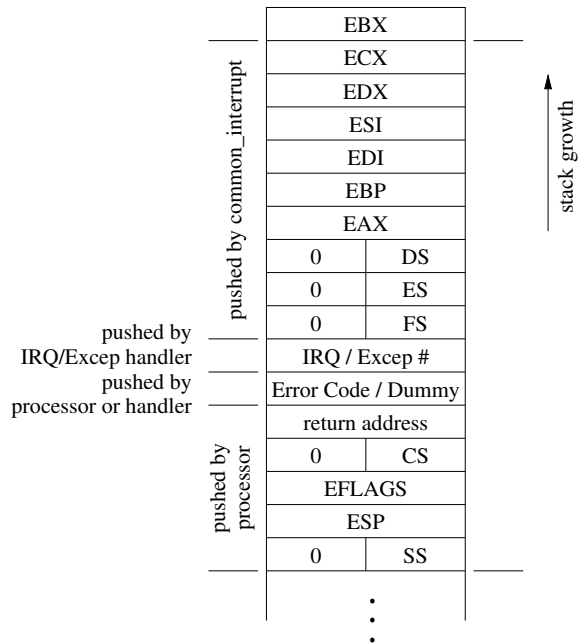 EBX
ECX
EDX
ESI
EDI
EBP
EAX
0 DS
0 ES
0 FS
IRQ / Excep #
Error Code / Dummy
return address
0 CS
EFLAGS
ESP
0 SS
pushed by common_interrupt
pushed by
IRQ/Excep handler
pushed by
processor or handler
pushed by
processor
stack growth